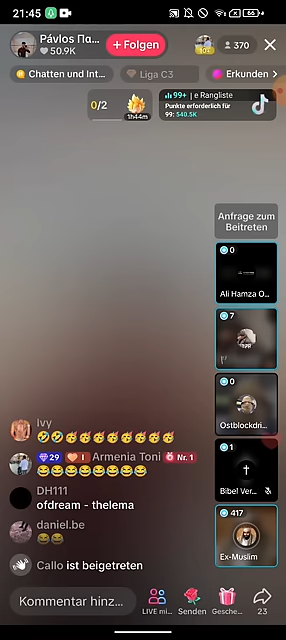 21:45
Pávlos Πα...
50.9K
+ Folgen
370
Chatten und Int...
Liga C3
Erkunden >
0/2
1h44m
99+ | e Rangliste
Punkte erforderlich für
99: 540.5K
Anfrage zum
Beitreten
0
Ali Hamza O...
7
0
Ostblockdri...
1
Bibel Ver...
417
Ex-Muslim
Ivy
29 I Armenia Toni Nr. 1
DH111
ofdream - thelema
daniel.be
Callo ist beigetreten
Kommentar hinz...
LIVE mi...
Senden
Gesche...
23